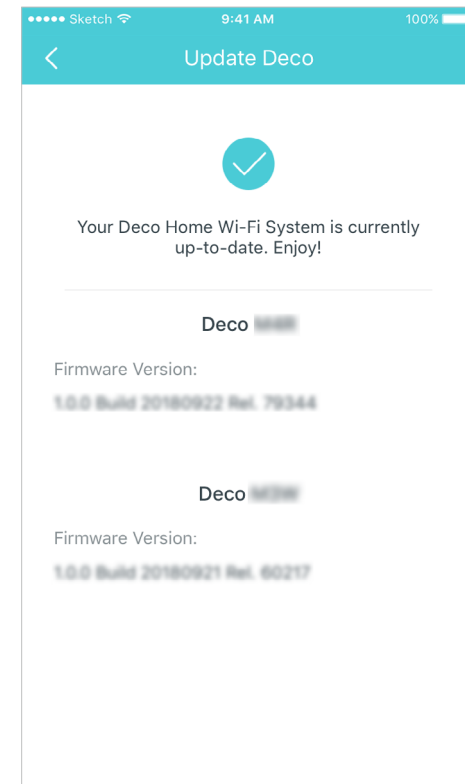 Sketch 9:41 AM 100%
Update Deco
Your Deco Home Wi-Fi System is currently
up-to-date. Enjoy!
Deco M4R
Firmware Version:
1.0.0 Build 20180922 Rel. 79344
Deco M3W
Firmware Version:
1.0.0 Build 20180921 Rel. 60217